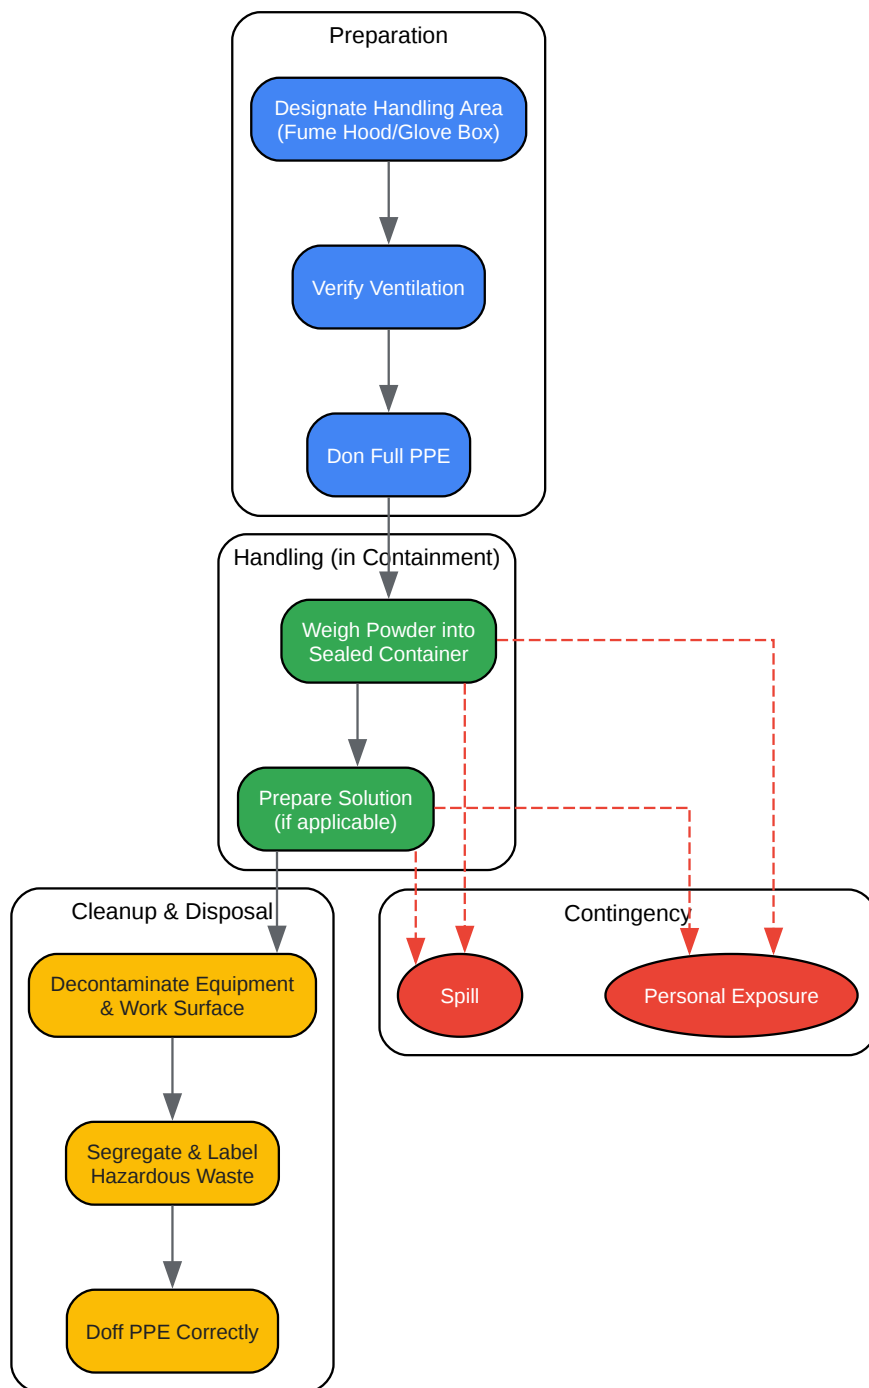 Preparation
Designate Handling Area
(Fume Hood/Glove Box)
Verify Ventilation
Don Full PPE
Handling (in Containment)
Weigh Powder into
Sealed Container
Prepare Solution
(if applicable)
Cleanup & Disposal
Decontaminate Equipment
& Work Surface
Segregate & Label
Hazardous Waste
Doff PPE Correctly
Contingency
Spill
Personal Exposure